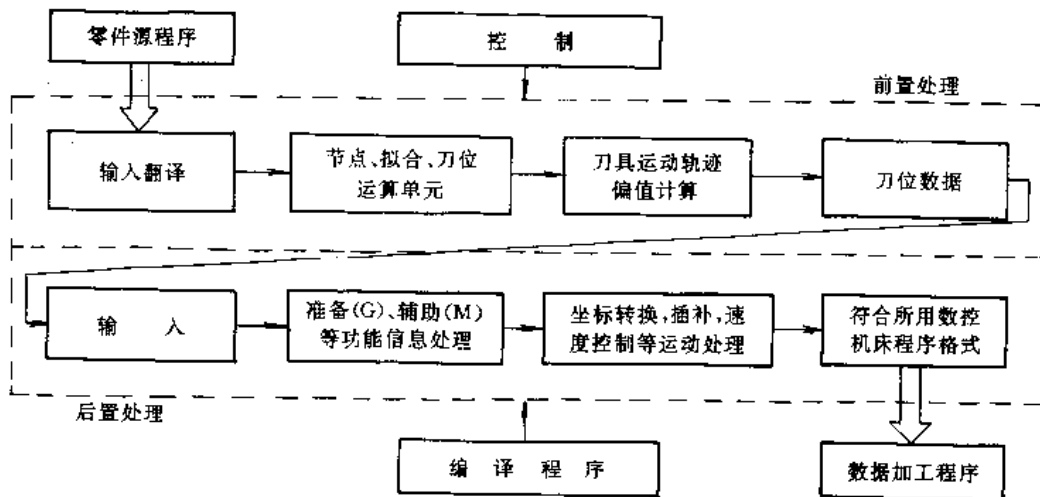 零件源程序
控 制
前置处理
输入翻译
节点、拟合、刀位
运算单元
刀具运动轨迹
偏值计算
刀位数据
输 入
准备(G)、辅助(M)
等功能信息处理
坐标转换,插补,速
度控制等运动处理
符合所用数控
机床程序格式
后置处理
编 译 程 序
数据加工程序